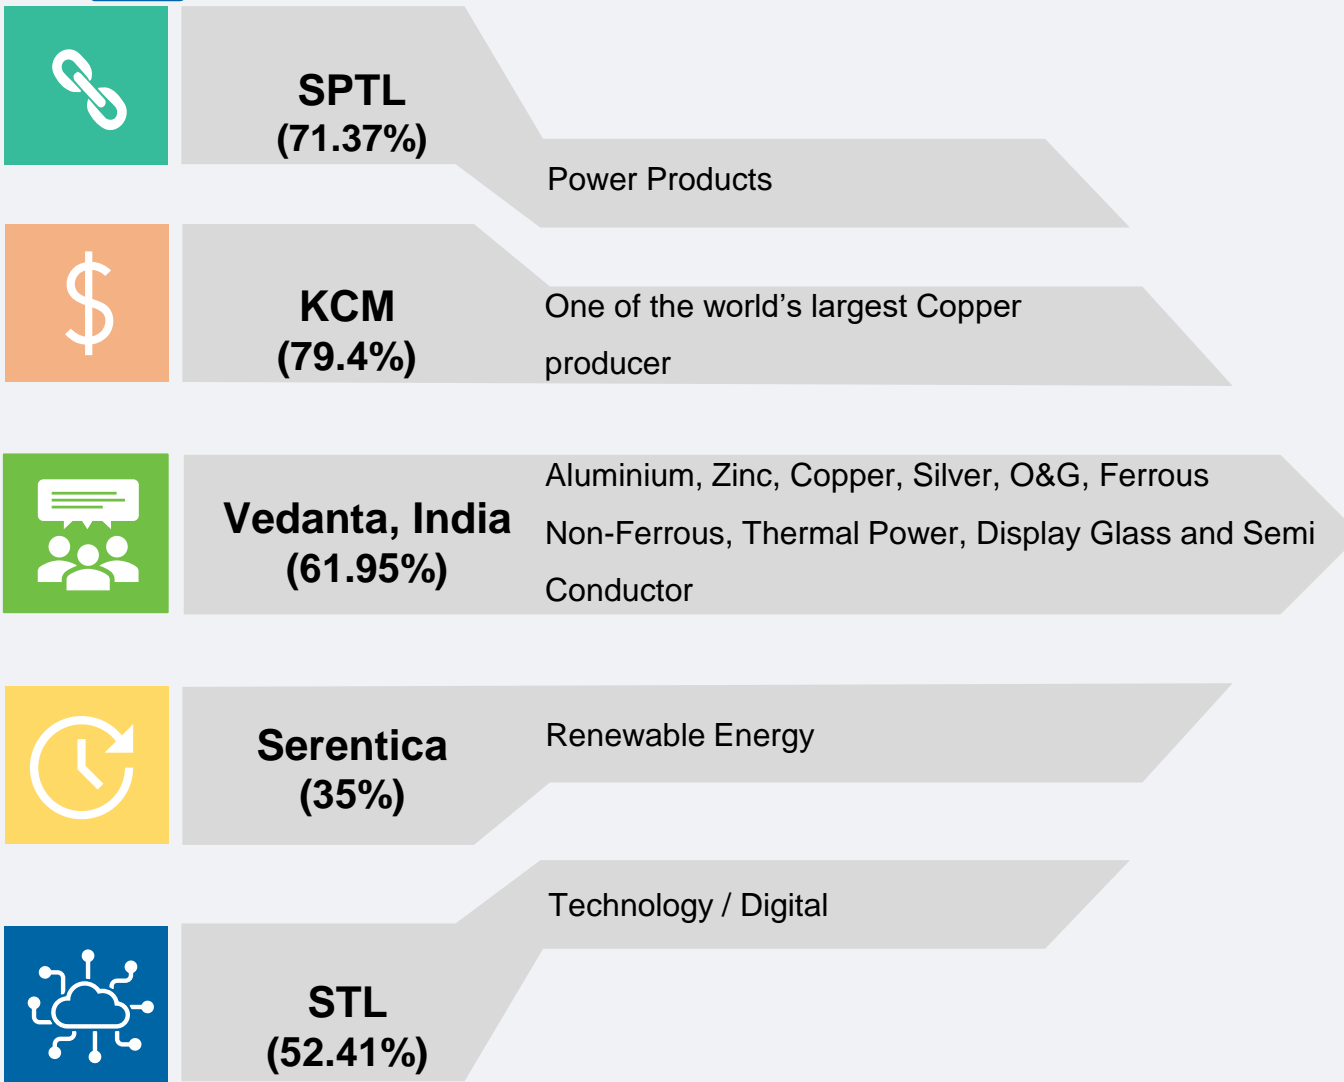 SPTL
(71.37%)
Power Products
KCM
(79.4%)
One of the world’s largest Copper
producer
Vedanta, India
(61.95%)
Aluminium, Zinc, Copper, Silver, O&G, Ferrous
Non-Ferrous, Thermal Power, Display Glass and Semi
Conductor
Serentica
(35%)
Renewable Energy
Technology / Digital
STL
(52.41%)